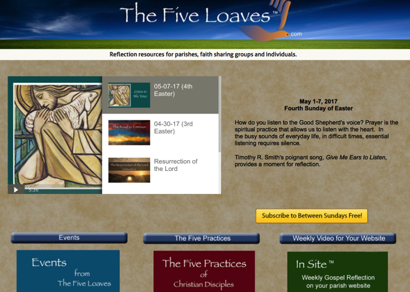 The Five Loaves™
.com
Reflection resources for parishes, faith sharing groups and individuals.
05-07-17 (4th
Easter)
04-30-17 (3rd
Easter)
Resurrection of
the Lord
May 1-7, 2017
Fourth Sunday of Easter
How do you listen to the Good Shepherd's voice? Prayer is the
spiritual practice that allows us to listen with the heart. In
the busy sounds of everyday life, in difficult times, essential
listening requires silence.
Timothy R. Smith's poignant song, Give Me Ears to Listen,
provides a moment for reflection.
Subscribe to Between Sundays Free!
Events
The Five Practices
Weekly Video for Your Website
Events
from
The Five Loaves
The Five Practices
of
Christian Disciples
In Site™
Weekly Gospel Reflection
on your parish website